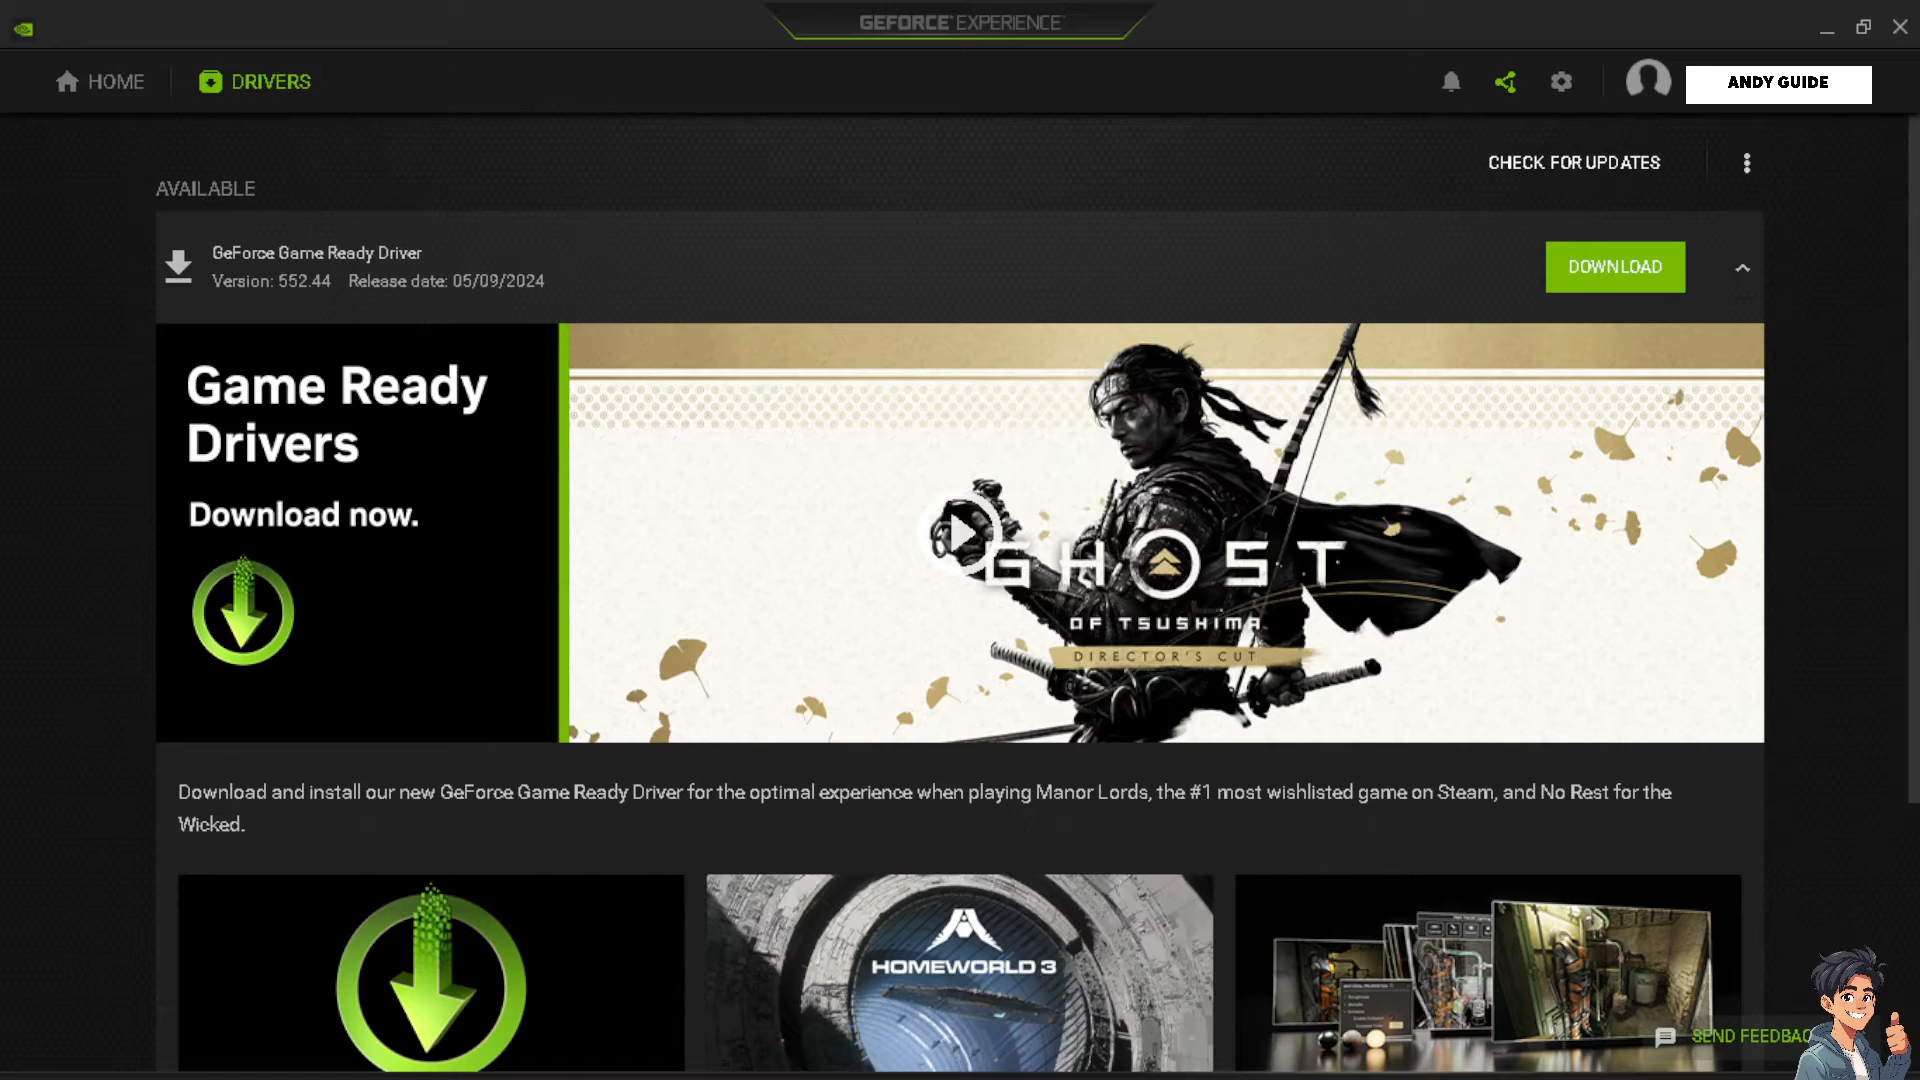 GEFORCE EXPERIENCE
HOME
DRIVERS
ANDY GUIDE
CHECK FOR UPDATES
AVAILABLE
GeForce Game Ready Driver
Version: 552.44 Release date: 05/09/2024
DOWNLOAD
Game Ready
Drivers
Download now.
GHOST
OF TSUSHIMA
DIRECTOR'S CUT
Download and install our new GeForce Game Ready Driver for the optimal experience when playing Manor Lords, the #1 most wishlisted game on Steam, and No Rest for the
Wicked.
HOMEWORLD 3
SEND FEEDBAC